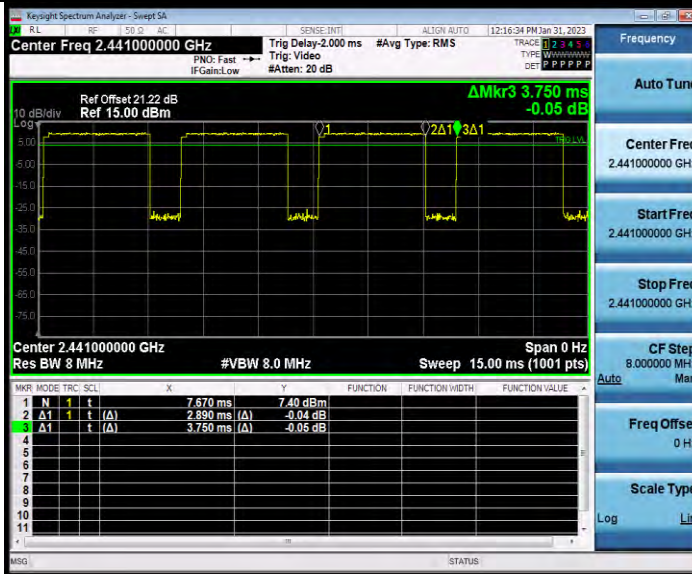 Keysight Spectrum Analyzer - Swept SA
RL RF 50 Ω AC SENSE:INT ALIGN AUTO 12:16:34 PM Jan 31, 2023
Center Freq 2.441000000 GHz
PNO: Fast
IFGain:Low
Trig Delay-2.000 ms
Trig: Video
#Atten: 20 dB
#Avg Type: RMS
TRACE 1 2 3 4 5 6
TYPE
DET P P P P P P
Frequency
Ref Offset 21.22 dB
10 dB/div Ref 15.00 dBm
Log
ΔMkr3 3.750 ms
-0.05 dB
1 2Δ1 3Δ1
TRIG LVL
5.00
-5.00
-15.0
-25.0
-35.0
-45.0
-55.0
-65.0
-75.0
Center 2.441000000 GHz Span 0 Hz
Res BW 8 MHz #VBW 8.0 MHz Sweep 15.00 ms (1001 pts)
MKR MODE TRC SCL X Y FUNCTION FUNCTION WIDTH FUNCTION VALUE
1 N 1 t 7.670 ms 7.40 dBm
2 Δ1 1 t (Δ) 2.890 ms (Δ) -0.04 dB
3 Δ1 t (Δ) 3.750 ms (Δ) -0.05 dB
4
5
6
7
8
9
10
11
MSG STATUS
Auto Tune
Center Freq
2.441000000 GHz
Start Freq
2.441000000 GHz
Stop Freq
2.441000000 GHz
CF Step
8.000000 MH
Auto Man
Freq Offset
0 H
Scale Type
Log Li